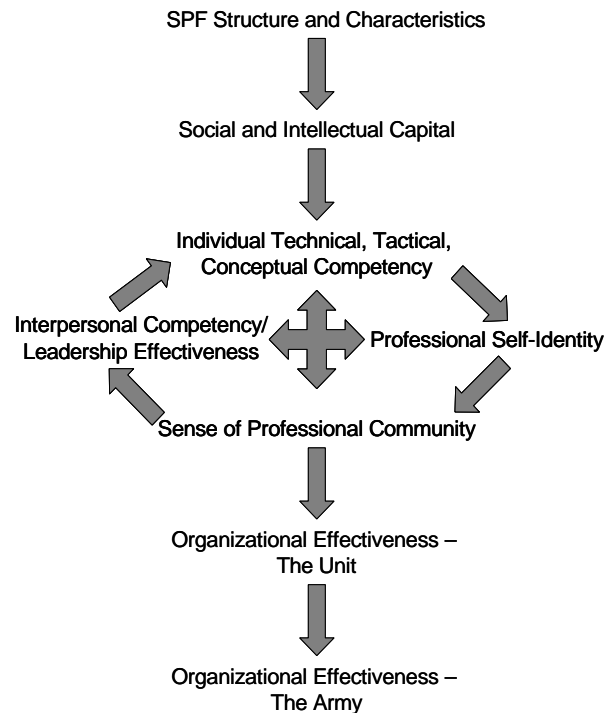 SPF Structure and Characteristics
Social and Intellectual Capital
Individual Technical, Tactical,
Conceptual Competency
Interpersonal Competency/
Leadership Effectiveness
Professional Self-Identity
Sense of Professional Community
Organizational Effectiveness –
The Unit
Organizational Effectiveness –
The Army